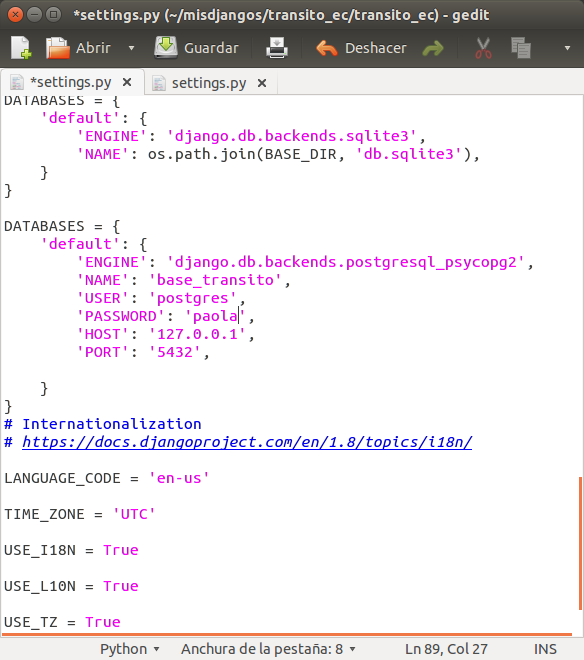 *settings.py (~/misdjangos/transito_ec/transito_ec) - gedit
Abrir Guardar Deshacer
*settings.py settings.py
DATABASES = {
    'default': {
        'ENGINE': 'django.db.backends.sqlite3',
        'NAME': os.path.join(BASE_DIR, 'db.sqlite3'),
    }
}
DATABASES = {
    'default': {
        'ENGINE': 'django.db.backends.postgresql_psycopg2',
        'NAME': 'base_transito',
        'USER': 'postgres',
        'PASSWORD': 'paola',
        'HOST': '127.0.0.1',
        'PORT': '5432',
    }
}
# Internationalization
# https://docs.djangoproject.com/en/1.8/topics/i18n/
LANGUAGE_CODE = 'en-us'
TIME_ZONE = 'UTC'
USE_I18N = True
USE_L10N = True
USE_TZ = True
Python Anchura de la pestaña: 8 Ln 89, Col 27 INS